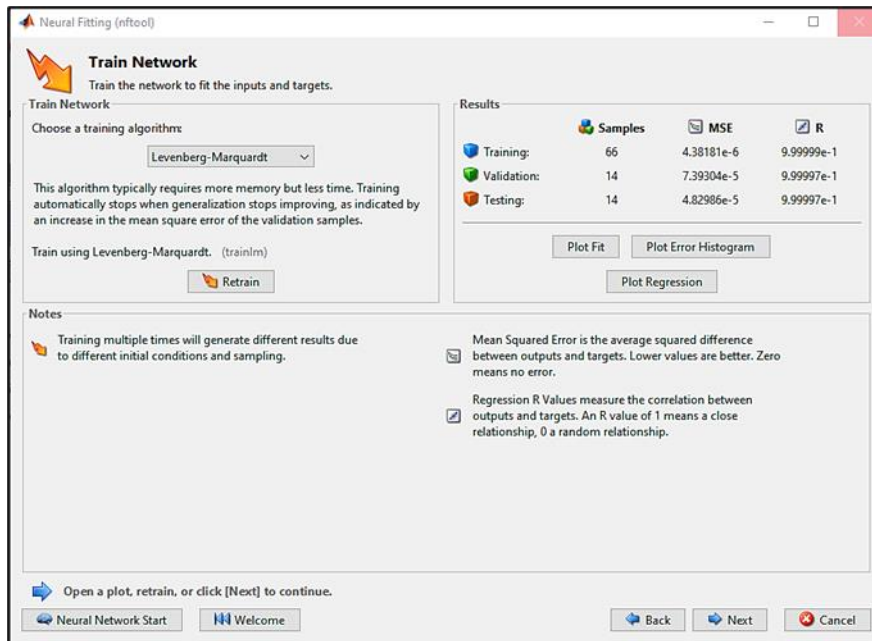 Neural Fitting (nftool)
Train Network
Train the network to fit the inputs and targets.
Train Network
Choose a training algorithm:
Levenberg-Marquardt
This algorithm typically requires more memory but less time. Training
automatically stops when generalization stops improving, as indicated by
an increase in the mean square error of the validation samples.
Train using Levenberg-Marquardt. (trainlm)
Retrain
Results
Samples MSE R
Training: 66 4.38181e-6 9.99999e-1
Validation: 14 7.39304e-5 9.99997e-1
Testing: 14 4.82986e-5 9.99997e-1
Plot Fit Plot Error Histogram
Plot Regression
Notes
Training multiple times will generate different results due
to different initial conditions and sampling.
Mean Squared Error is the average squared difference
between outputs and targets. Lower values are better. Zero
means no error.
Regression R Values measure the correlation between
outputs and targets. An R value of 1 means a close
relationship, 0 a random relationship.
Open a plot, retrain, or click [Next] to continue.
Neural Network Start Welcome Back Next Cancel